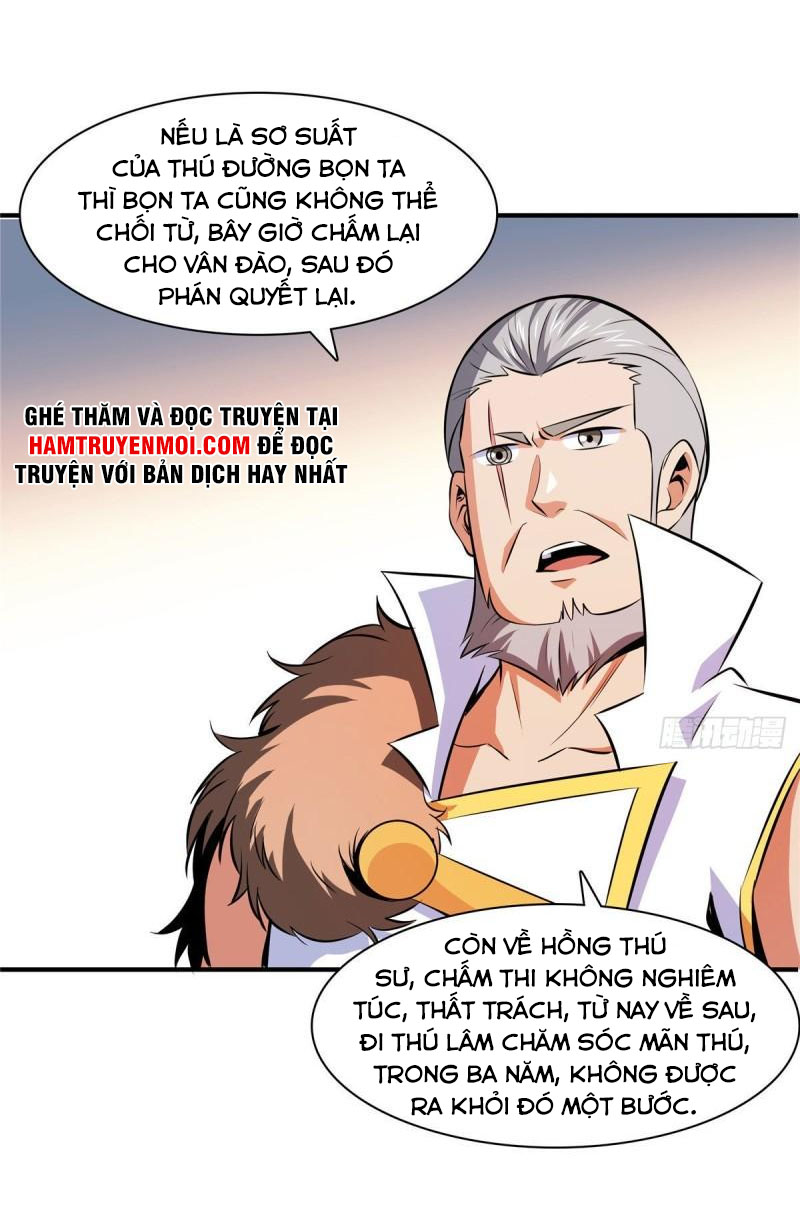 NẾU LÀ SƠ SUẤT
CỦA THÚ ĐƯỜNG BỌN TA
THÌ BỌN TA CŨNG KHÔNG THỂ
CHỐI TỪ, BÂY GIỜ CHẤM LẠI
CHO VÂN ĐÀO, SAU ĐÓ
PHÁN QUYẾT LẠI.
GHÉ THĂM VÀ ĐỌC TRUYỆN TẠI
HAMTRUYENMOI.COM ĐỂ ĐỌC
TRUYỆN VỚI BẢN DỊCH HAY NHẤT
腾讯动漫
CÒN VỀ HỒNG THÚ
SƯ, CHẤM THI KHÔNG NGHIÊM
TÚC, THẤT TRÁCH, TỪ NAY VỀ SAU,
ĐI THÚ LÂM CHĂM SÓC MÃN THÚ,
TRONG BA NĂM, KHÔNG ĐƯỢC
RA KHỎI ĐÓ MỘT BƯỚC.